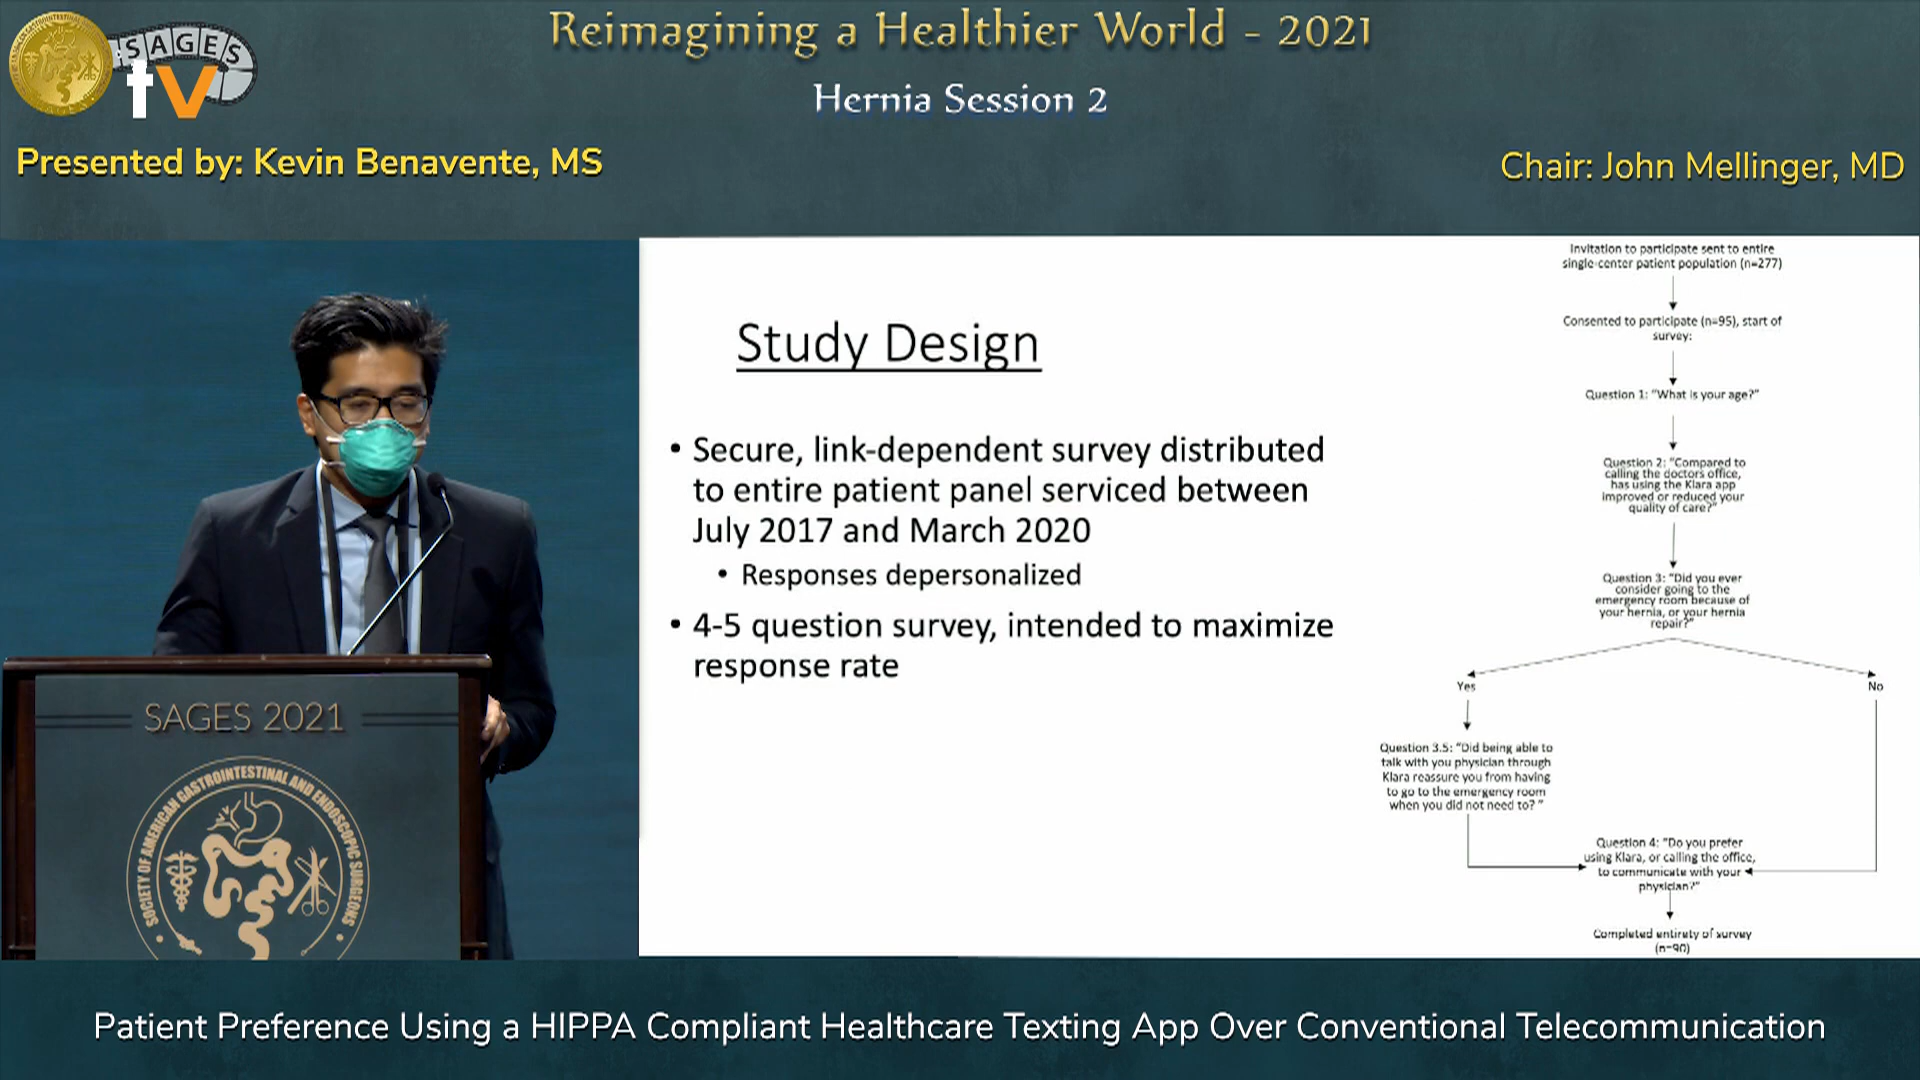 Reimagining a Healthier World - 2021
SAGES
tv
Hernia Session 2
Presented by: Kevin Benavente, MS
Chair: John Mellinger, MD
Study Design
• Secure, link-dependent survey distributed
to entire patient panel serviced between
July 2017 and March 2020
• Responses depersonalized
• 4-5 question survey, intended to maximize
response rate
Invitation to participate sent to entire
single-center patient population (n=277)
Consented to participate (n=95), start of
survey:
Question 1: "What is your age?"
Question 2: "Compared to
calling the doctors office,
has using the Klara app
improved or reduced your
quality of care?"
Question 3: "Did you ever
consider going to the
emergency room because of
your hernia, or your hernia
repair?"
Yes
No
Question 3.5: "Did being able to
talk with you physician through
Klara reassure you from having
to go to the emergency room
when you did not need to? "
Question 4: "Do you prefer
using Klara, or calling the office,
to communicate with your
physician?"
Completed entirety of survey
(n=90)
SAGES 2021
SOCIETY OF AMERICAN GASTROINTESTINAL AND ENDOSCOPIC SURGEONS
Patient Preference Using a HIPPA Compliant Healthcare Texting App Over Conventional Telecommunication